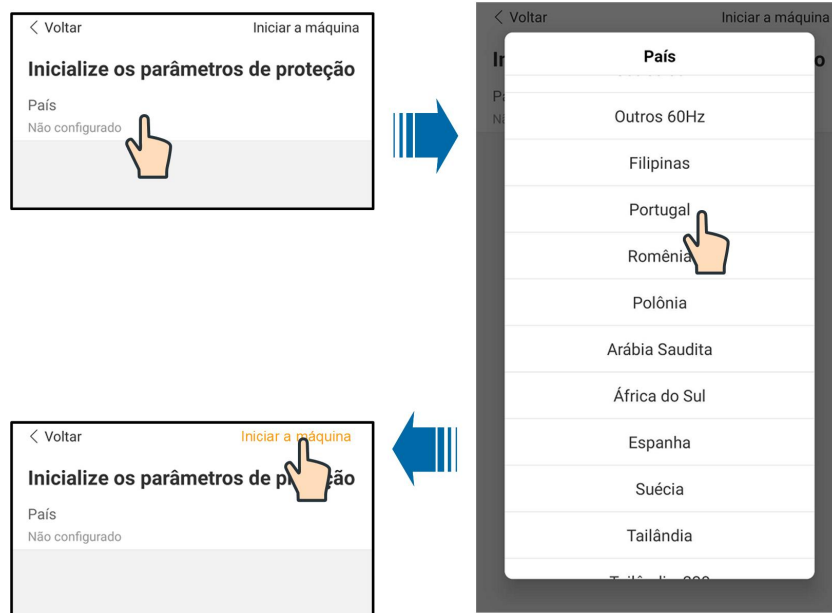 < Voltar Iniciar a máquina
Inicialize os parâmetros de proteção
País
Não configurado
< Voltar Iniciar a máquina
País
Outros 60Hz
Filipinas
Portugal
Romênia
Polônia
Arábia Saudita
África do Sul
Espanha
Suécia
Tailândia
< Voltar Iniciar a máquina
Inicialize os parâmetros de
País
Não configurado